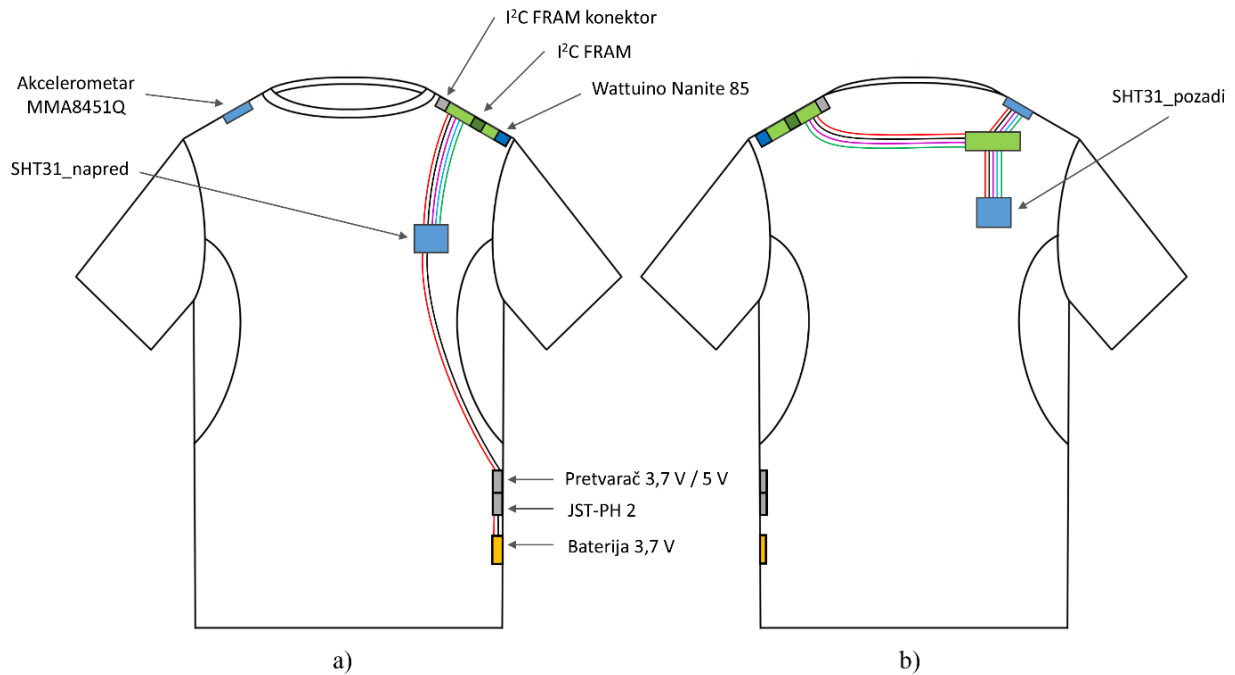 I²C FRAM konektor
I²C FRAM
Wattuino Nanite 85
Akcelerometar
MMA8451Q
SHT31_napred
SHT31_pozadi
Pretvarač 3,7 V / 5 V
JST-PH 2
Baterija 3,7 V
a)
b)